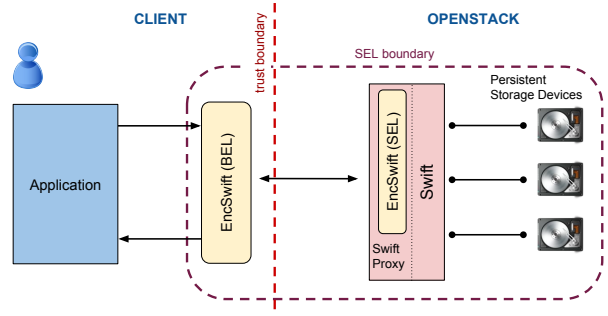 CLIENT
OPENSTACK
trust boundary
SEL boundary
Persistent
Storage Devices
Application
EncSwift (BEL)
EncSwift (SEL)
Swift
Swift
Proxy